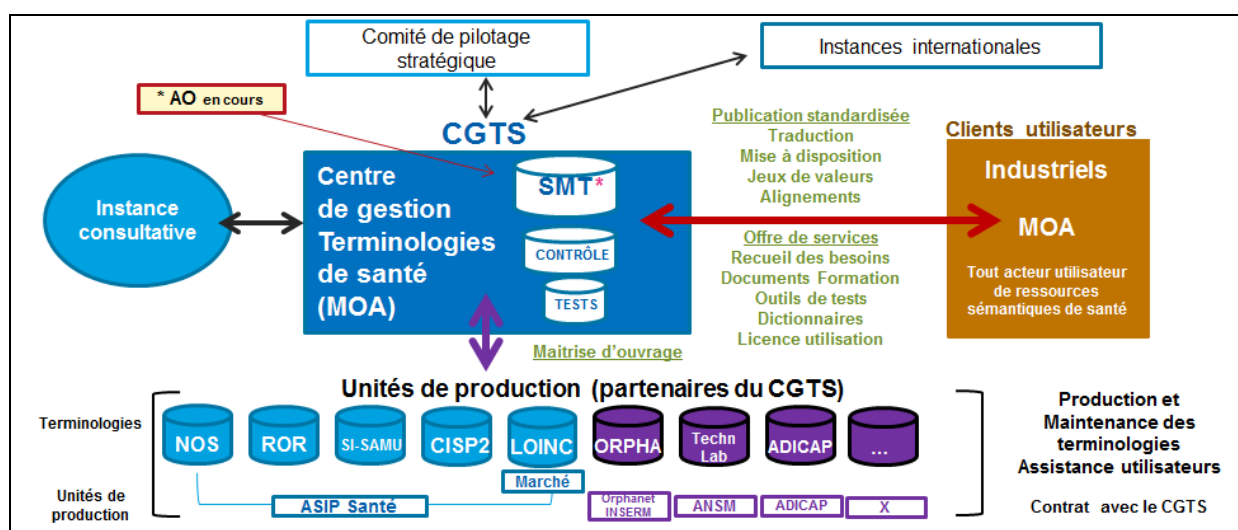 Comité de pilotage
stratégique
Instances internationales
* AO en cours
CGTS
Publication standardisée
Traduction
Mise à disposition
Jeux de valeurs
Alignements
Clients utilisateurs
Centre
de gestion
Terminologies
de santé
(MOA)
SMT*
CONTRÔLE
TESTS
Instance
consultative
Industriels
MOA
Tout acteur utilisateur
de ressources
sémantiques de santé
Offre de services
Recueil des besoins
Documents Formation
Outils de tests
Dictionnaires
Licence utilisation
Maitrise d'ouvrage
Unités de production (partenaires du CGTS)
Terminologies
NOS
ROR
SI-SAMU
CISP2
LOINC
ORPHA
Techn
Lab
ADICAP
...
Production et
Maintenance des
terminologies
Assistance utilisateurs
Marché
Unités de
production
ASIP Santé
Orphanet
INSERM
ANSM
ADICAP
X
Contrat avec le CGTS